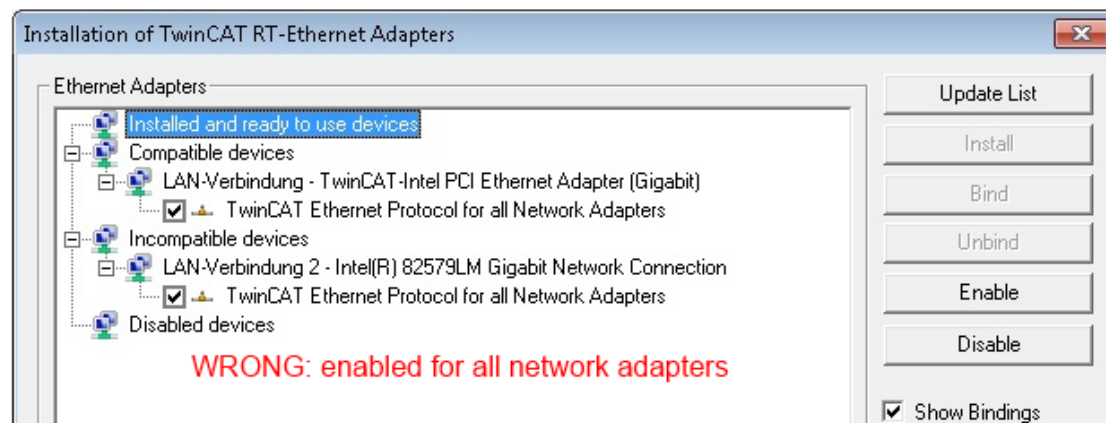 Installation of TwinCAT RT-Ethernet Adapters
Ethernet Adapters
Installed and ready to use devices
Compatible devices
LAN-Verbindung - TwinCAT-Intel PCI Ethernet Adapter (Gigabit)
TwinCAT Ethernet Protocol for all Network Adapters
Incompatible devices
LAN-Verbindung 2 - Intel(R) 82579LM Gigabit Network Connection
TwinCAT Ethernet Protocol for all Network Adapters
Disabled devices
WRONG: enabled for all network adapters
Update List
Install
Bind
Unbind
Enable
Disable
Show Bindings